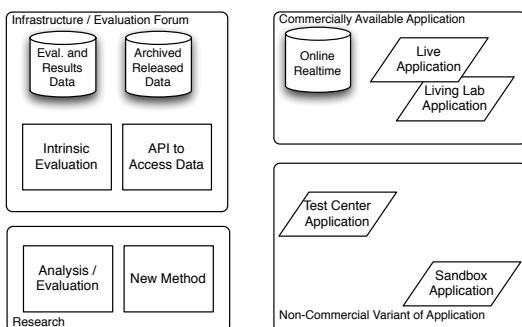 Infrastructure / Evaluation Forum
Eval. and
Results
Data
Archived
Released
Data
Intrinsic
Evaluation
API to
Access Data
Analysis /
Evaluation
New Method
Research
Commercially Available Application
Online
Realtime
Live
Application
Living Lab
Application
Test Center
Application
Sandbox
Application
Non-Commercial Variant of Application